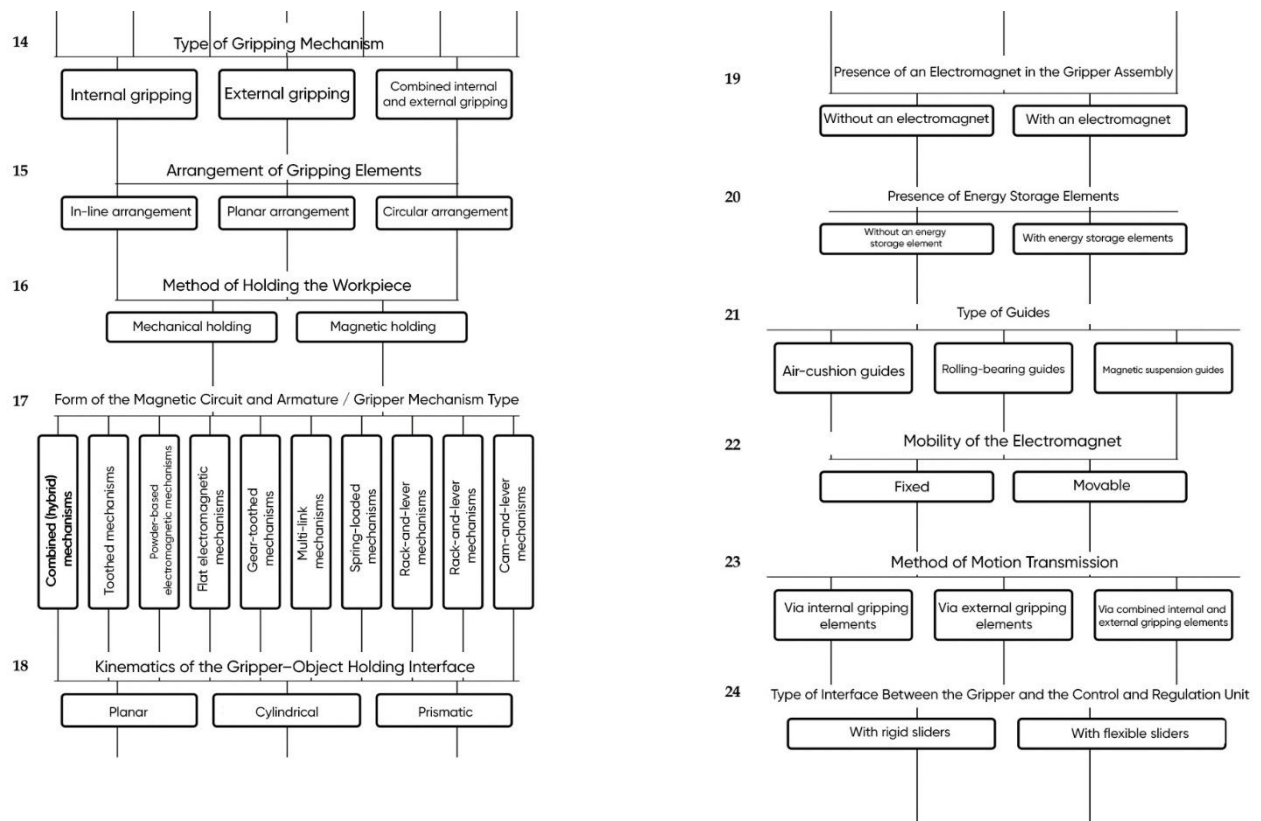 14
Type of Gripping Mechanism
Internal gripping
External gripping
Combined internal
and external gripping
15
Arrangement of Gripping Elements
In-line arrangement
Planar arrangement
Circular arrangement
16
Method of Holding the Workpiece
Mechanical holding
Magnetic holding
17
Form of the Magnetic Circuit and Armature / Gripper Mechanism Type
Combined (hybrid)
mechanisms
Toothed mechanisms
Powder-based
electromagnetic mechanisms
Flat electromagnetic
mechanisms
Gear-toothed
mechanisms
Multi-link
mechanisms
Spring-loaded
mechanisms
Rack-and-lever
mechanisms
Rack-and-lever
mechanisms
Cam-and-lever
mechanisms
18
Kinematics of the Gripper–Object Holding Interface
Planar
Cylindrical
Prismatic
19
Presence of an Electromagnet in the Gripper Assembly
Without an electromagnet
With an electromagnet
20
Presence of Energy Storage Elements
Without an energy
storage element
With energy storage elements
21
Type of Guides
Air-cushion guides
Rolling-bearing guides
Magnetic suspension guides
22
Mobility of the Electromagnet
Fixed
Movable
23
Method of Motion Transmission
Via internal gripping
elements
Via external gripping
elements
Via combined internal and
external gripping elements
24
Type of Interface Between the Gripper and the Control and Regulation Unit
With rigid sliders
With flexible sliders